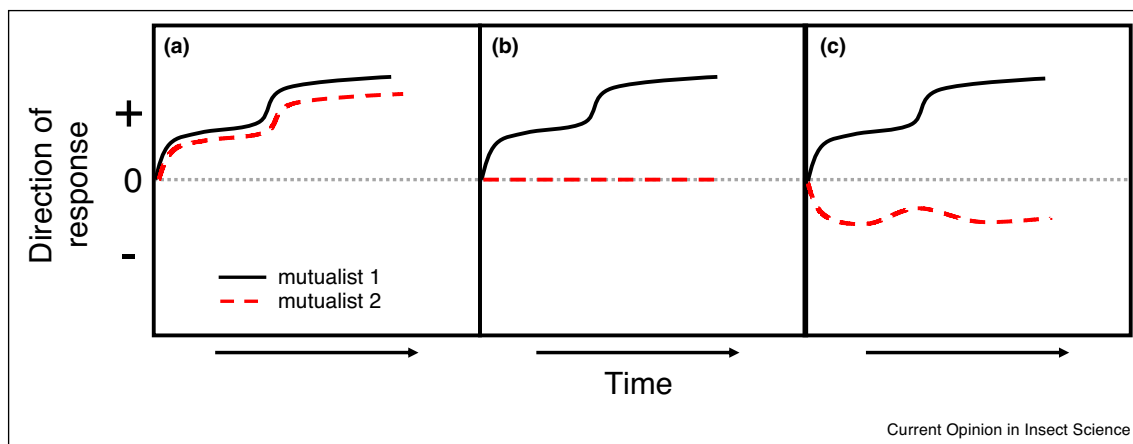 (a)
(b)
(c)
Direction of
response
+
0
-
mutualist 1
mutualist 2
Time
Current Opinion in Insect Science